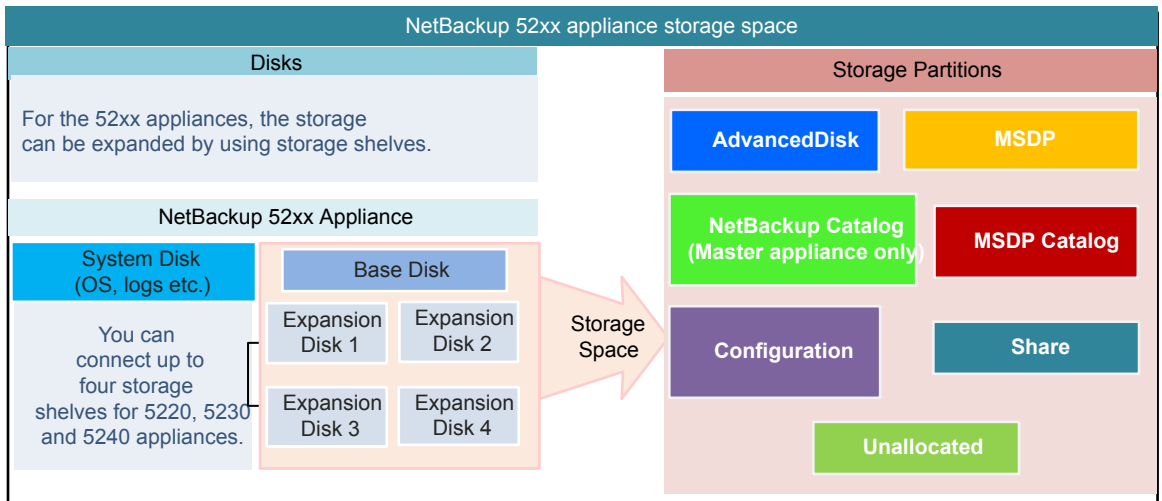 NetBackup 52xx appliance storage space
Disks
For the 52xx appliances, the storage
can be expanded by using storage shelves.
NetBackup 52xx Appliance
System Disk
(OS, logs etc.)
You can
connect up to
four storage
shelves for 5220, 5230
and 5240 appliances.
Base Disk
Expansion
Disk 1
Expansion
Disk 2
Expansion
Disk 3
Expansion
Disk 4
Storage
Space
Storage Partitions
AdvancedDisk
MSDP
NetBackup Catalog
(Master appliance only)
MSDP Catalog
Configuration
Share
Unallocated